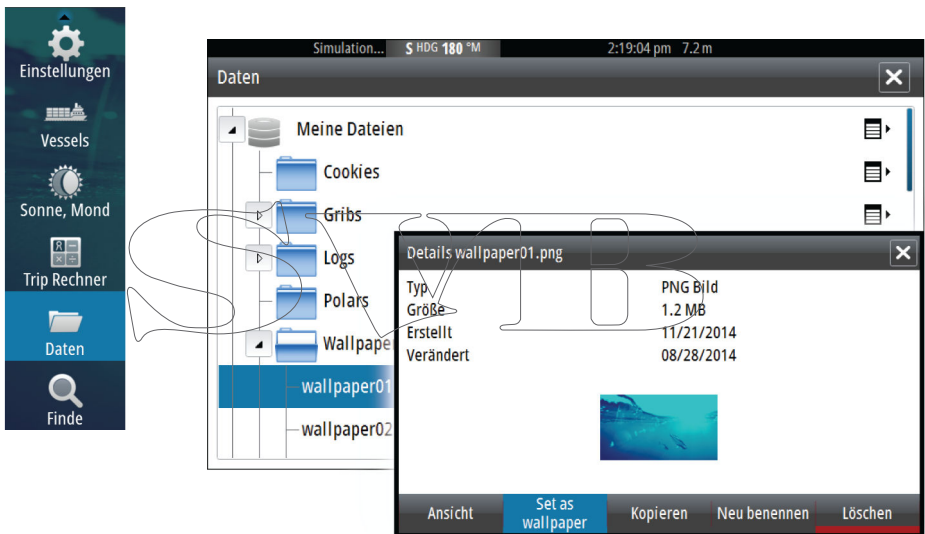 Einstellungen
Vessels
Sonne, Mond
Trip Rechner
Daten
Finde
Simulation... S HDG 180 °M 2:19:04 pm 7.2 m
Daten
Meine Dateien
Cookies
Gribs
Logs
Polars
Wallpape
wallpaper01
wallpaper02
Details wallpaper01.png
Typ PNG Bild
Größe 1.2 MB
Erstellt 11/21/2014
Verändert 08/28/2014
Ansicht
Set as
wallpaper
Kopieren
Neu benennen
Löschen